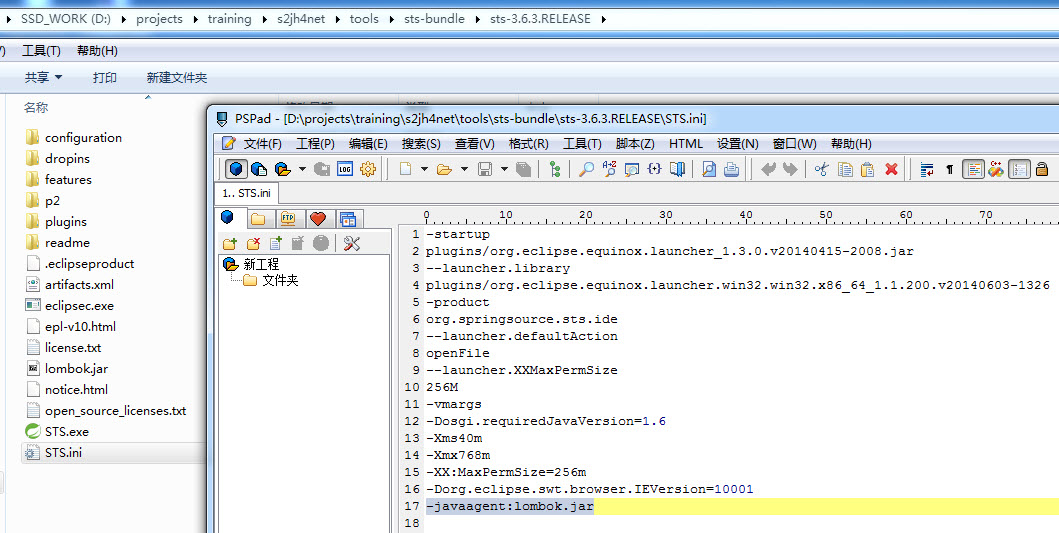 SSD_WORK (D:) projects training s2jh4net tools sts-bundle sts-3.6.3.RELEASE
工具(T) 帮助(H)
共享 打印 新建文件夹
名称
configuration
dropins
features
p2
plugins
readme
.eclipseproduct
artifacts.xml
eclipsec.exe
epl-v10.html
license.txt
lombok.jar
notice.html
open_source_licenses.txt
STS.exe
STS.ini
PSPad - [D:\projects\training\s2jh4net\tools\sts-bundle\sts-3.6.3.RELEASE\STS.ini]
文件(F) 工程(P) 编辑(E) 搜索(S) 查看(V) 格式(R) 工具(T) 脚本(Z) HTML 设置(N) 窗口(W) 帮助(H)
LOG
1.. STS.ini
FTP
新工程
文件夹
0 10 20 30 40 50 60 70
1 -startup
2 plugins/org.eclipse.equinox.launcher_1.3.0.v20140415-2008.jar
3 --launcher.library
4 plugins/org.eclipse.equinox.launcher.win32.win32.x86_64_1.1.200.v20140603-1326
5 -product
6 org.springsource.sts.ide
7 --launcher.defaultAction
8 openFile
9 --launcher.XXMaxPermSize
10 256M
11 -vmargs
12 -Dosgi.requiredJavaVersion=1.6
13 -Xms40m
14 -Xmx768m
15 -XX:MaxPermSize=256m
16 -Dorg.eclipse.swt.browser.IEVersion=10001
17 -javaagent:lombok.jar
18